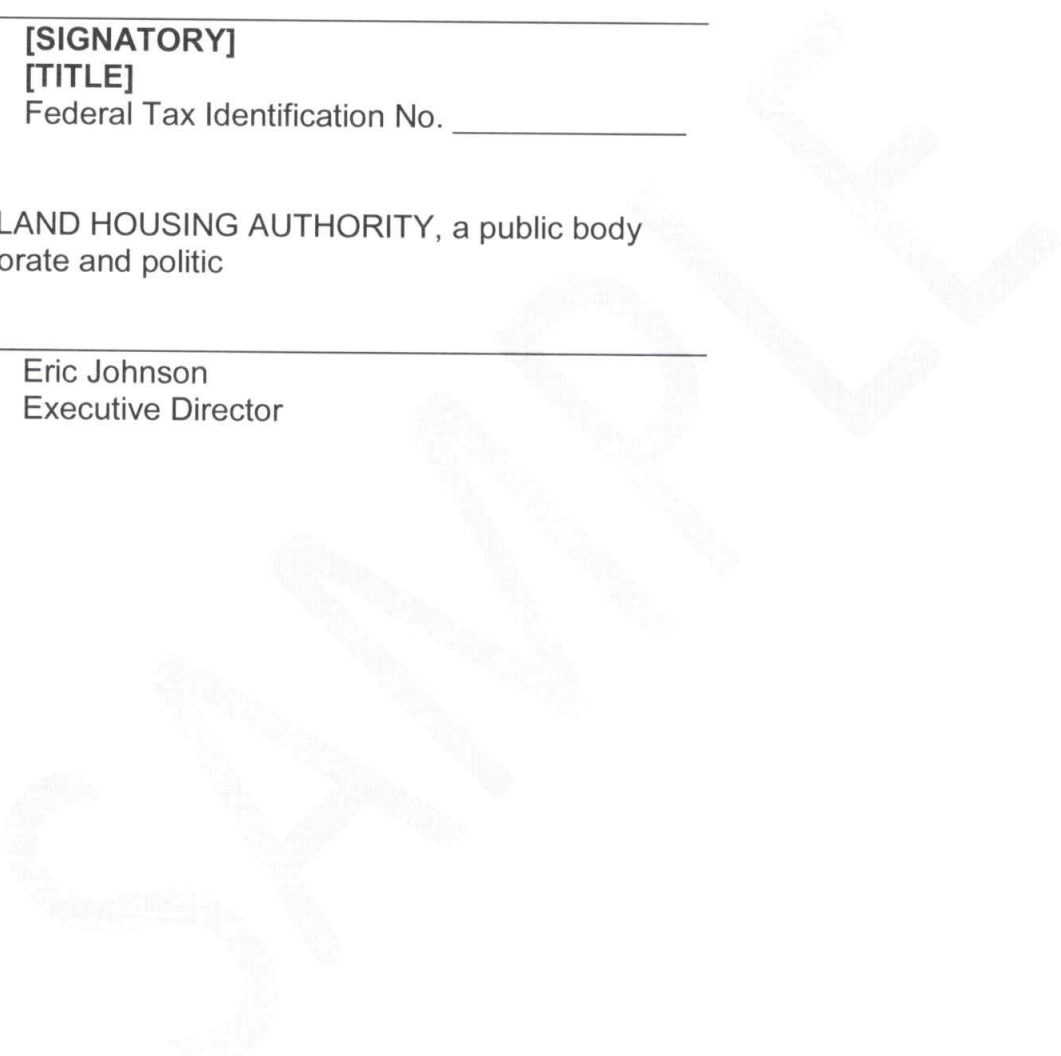 [SIGNATORY]
[TITLE]
Federal Tax Identification No. ______________
LAND HOUSING AUTHORITY, a public body
orate and politic
Eric Johnson
Executive Director
SAMPLE